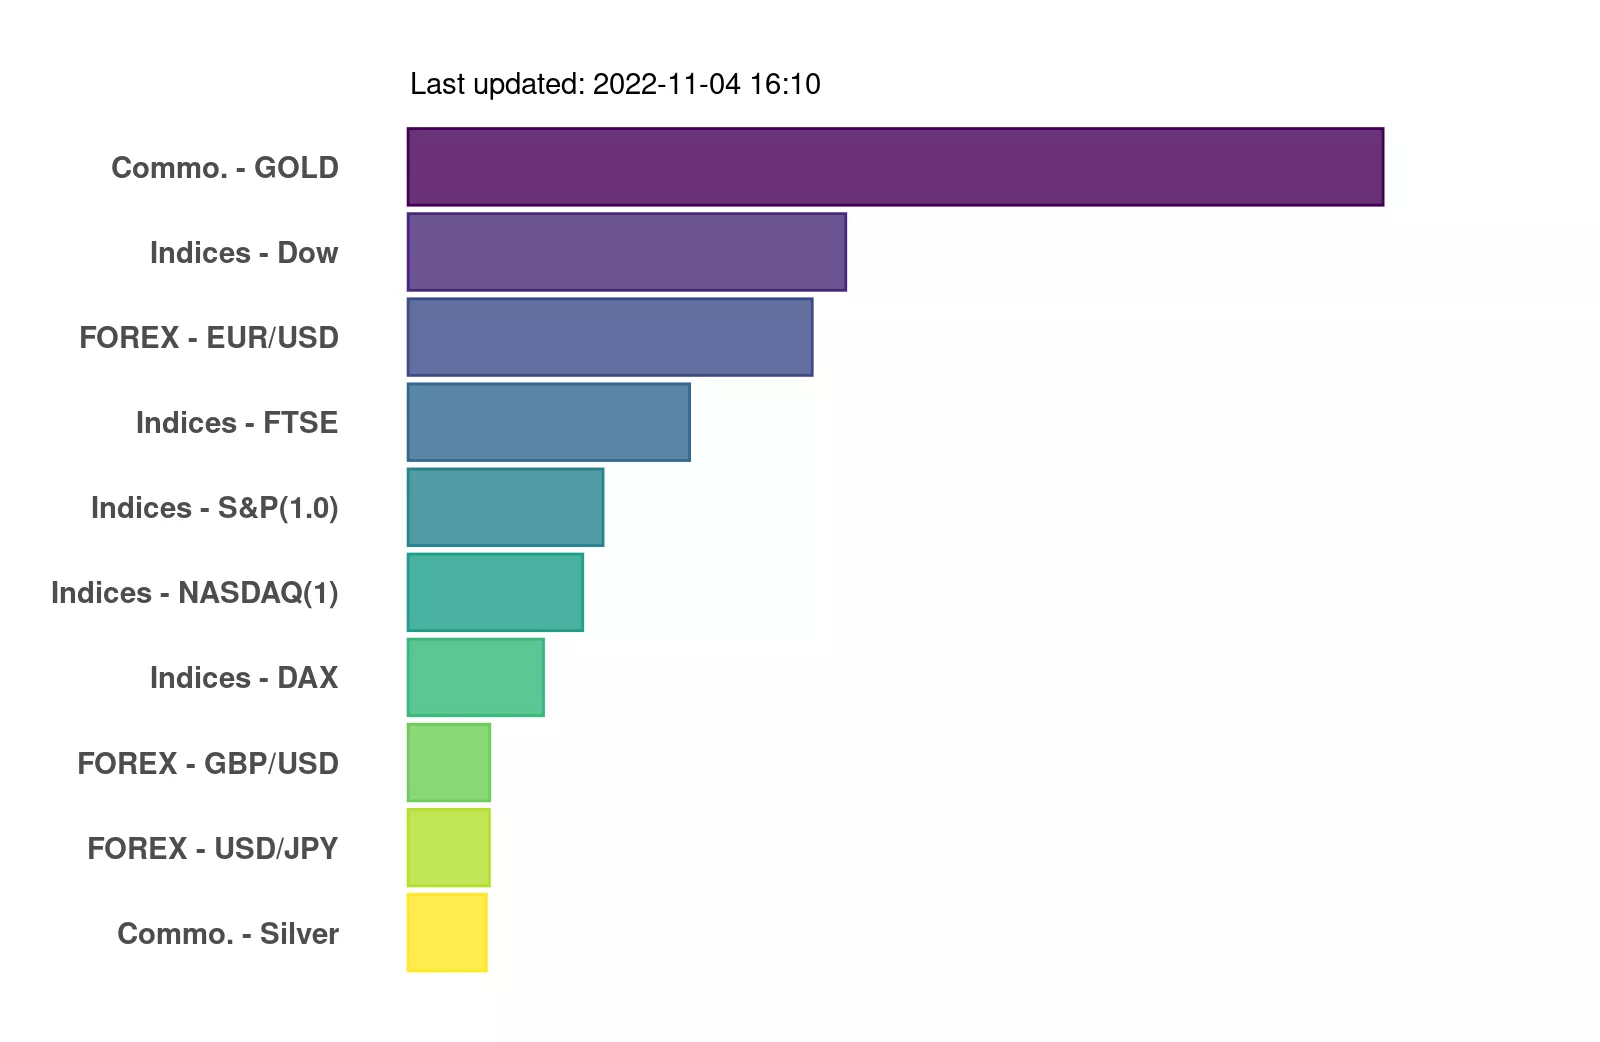 Last updated: 2022-11-04 16:10
Commo. - GOLD
Indices - Dow
FOREX - EUR/USD
Indices - FTSE
Indices - S&P(1.0)
Indices - NASDAQ(1)
Indices - DAX
FOREX - GBP/USD
FOREX - USD/JPY
Commo. - Silver